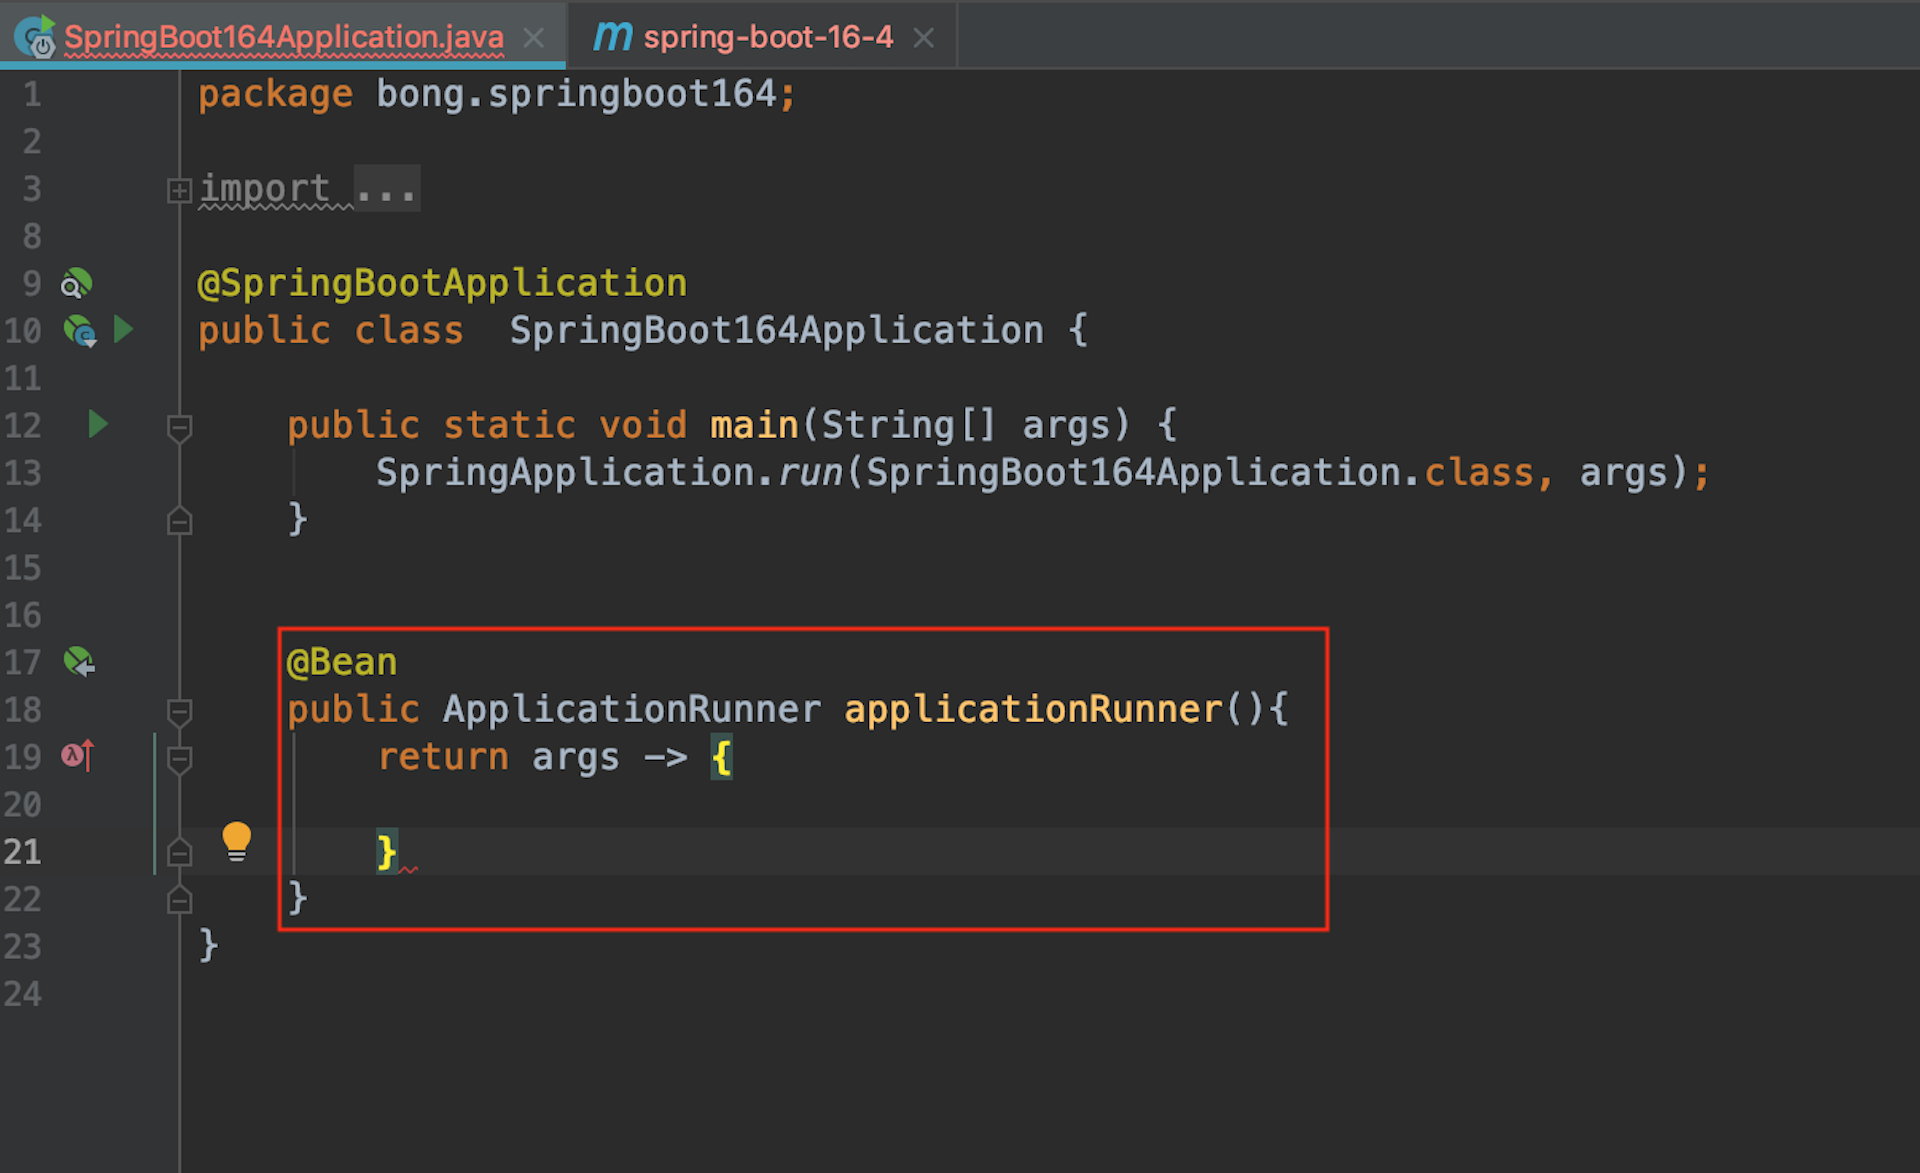 SpringBoot164Application.java
m spring-boot-16-4
1 package bong.springboot164;
2
3 import ...
8
9 @SpringBootApplication
10 public class  SpringBoot164Application {
11
12     public static void main(String[] args) {
13         SpringApplication.run(SpringBoot164Application.class, args);
14     }
15
16
17     @Bean
18     public ApplicationRunner applicationRunner(){
19         return args -> {
20
21         }
22     }
23 }
24